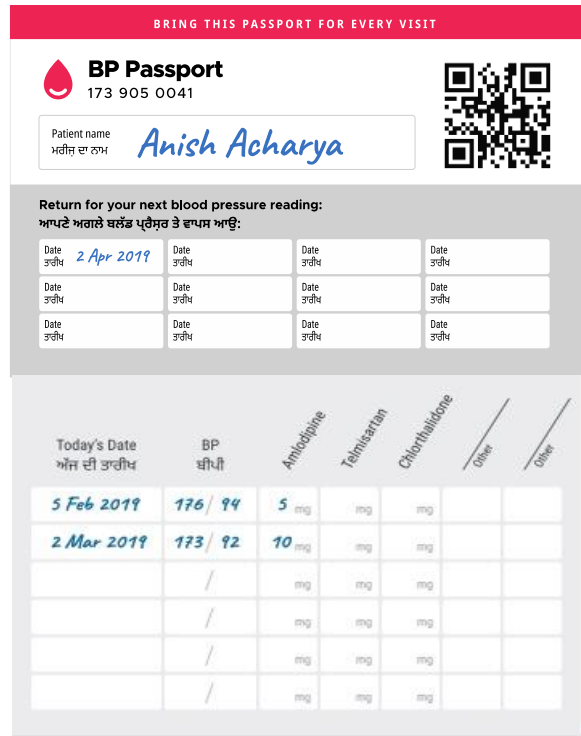 BRING THIS PASSPORT FOR EVERY VISIT
BP Passport
173 905 0041
Patient name
ਮਰੀਜ਼ ਦਾ ਨਾਮ
Anish Acharya
Return for your next blood pressure reading:
ਆਪਣੇ ਅਗਲੇ ਬਲੱਡ ਪ੍ਰੈਸ਼ਰ ਤੇ ਵਾਪਸ ਆਉ:
Date 2 Apr 2019 Date Date Date
ਤਾਰੀਖ ਤਾਰੀਖ ਤਾਰੀਖ ਤਾਰੀਖ
Date Date Date Date
ਤਾਰੀਖ ਤਾਰੀਖ ਤਾਰੀਖ ਤਾਰੀਖ
Date Date Date Date
ਤਾਰੀਖ ਤਾਰੀਖ ਤਾਰੀਖ ਤਾਰੀਖ
Today's Date BP Amlodipine Telmisartan Chlorthalidone Other Other
ਅੱਜ ਦੀ ਤਾਰੀਖ ਬੀਪੀ
5 Feb 2019 176 / 94 5 mg mg mg
2 Mar 2019 173 / 92 10 mg mg mg
/ mg mg mg
/ mg mg mg
/ mg mg mg
/ mg mg mg